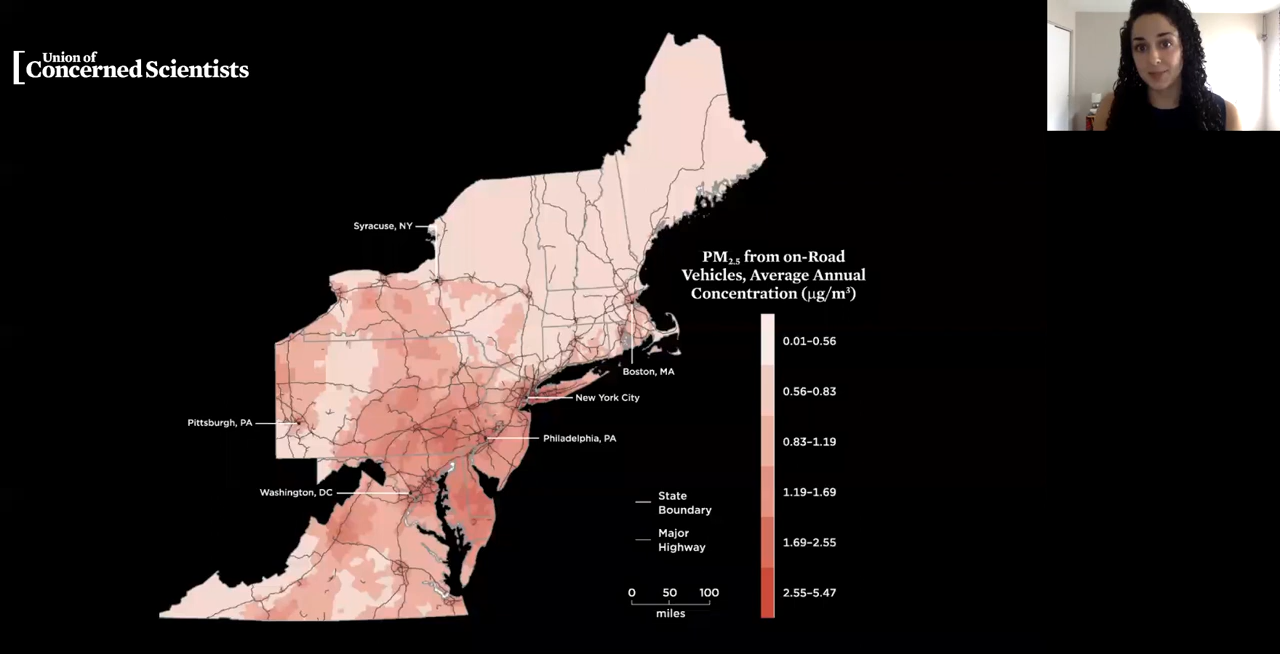 Union of
Concerned Scientists
Syracuse, NY
PM2.5 from on-Road
Vehicles, Average Annual
Concentration (μg/m³)
0.01–0.56
Boston, MA
0.56–0.83
New York City
Pittsburgh, PA
Philadelphia, PA
0.83–1.19
Washington, DC
1.19–1.69
State
Boundary
Major
Highway
1.69–2.55
0 50 100
miles
2.55–5.47